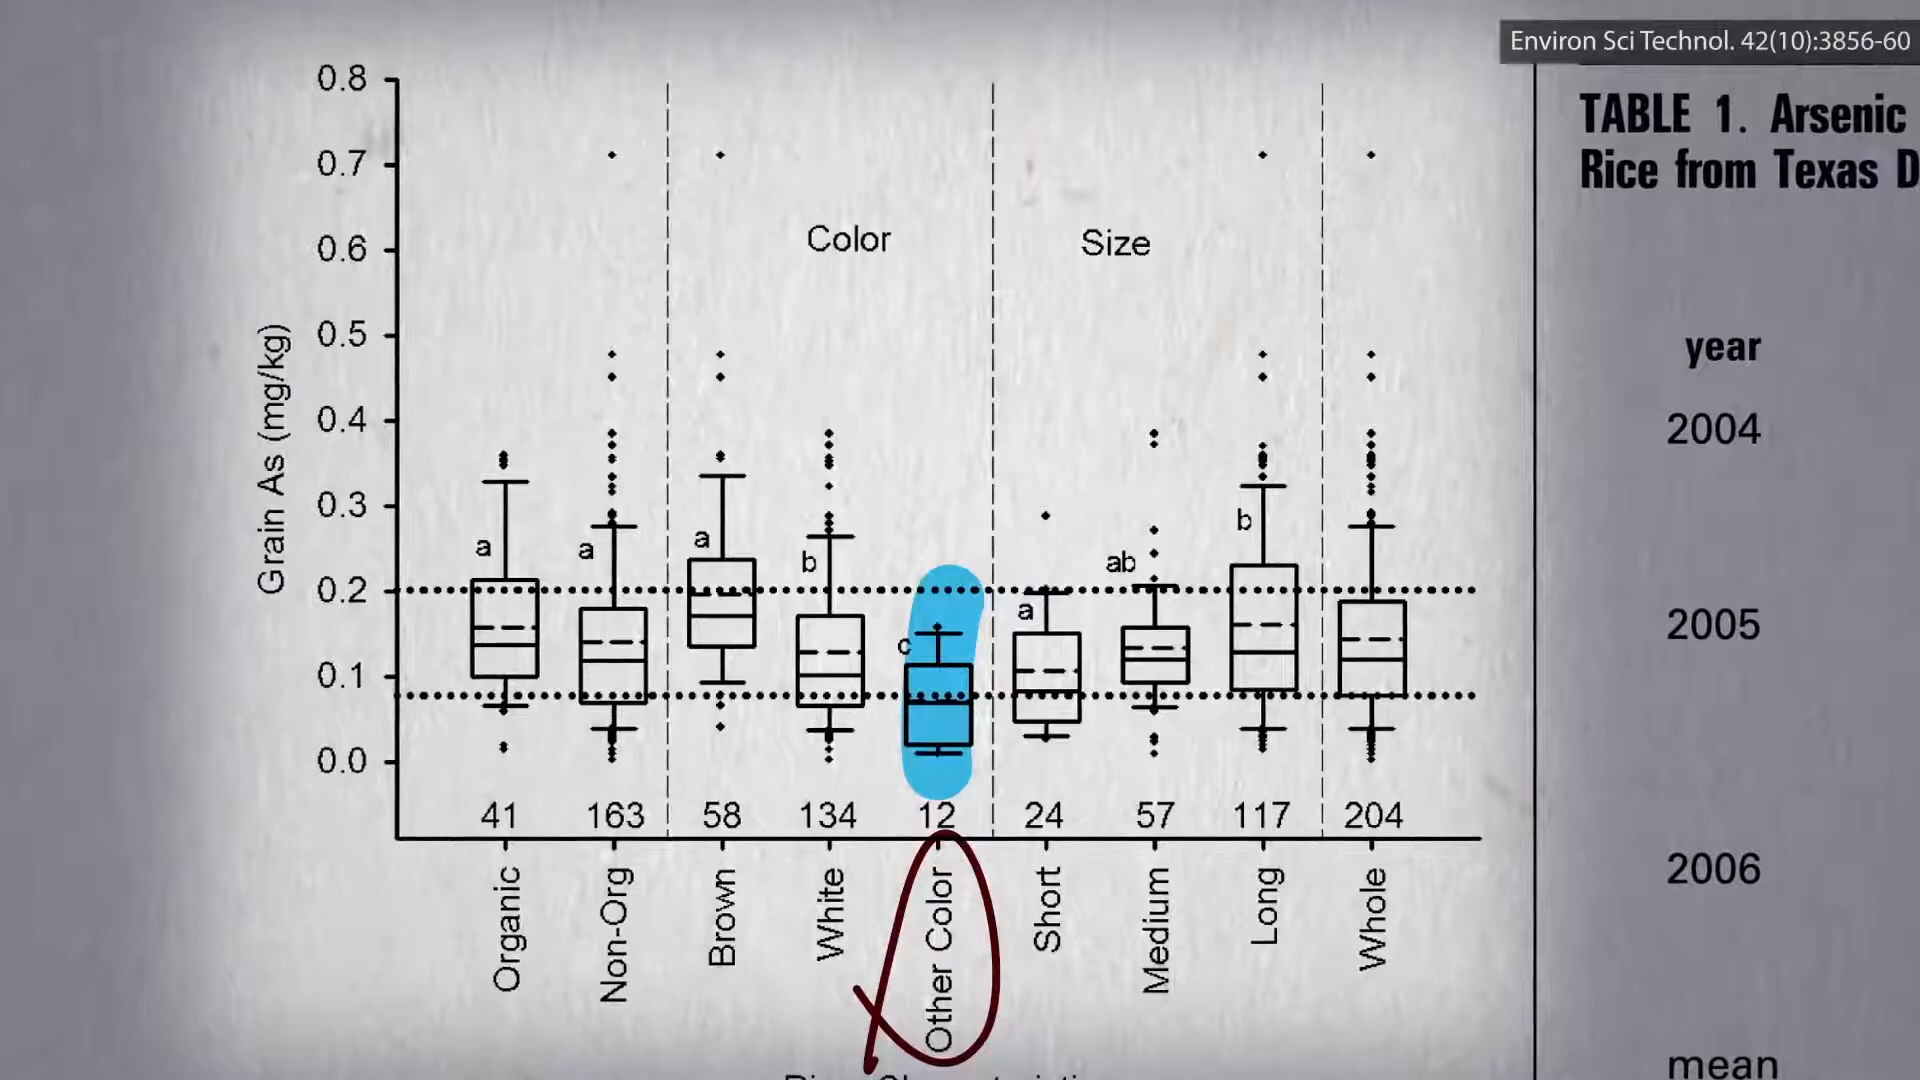 Environ Sci Technol. 42(10):3856-60
0.8
0.7
0.6
0.5
0.4
0.3
0.2
0.1
0.0
Grain As (mg/kg)
Color
Size
a
a
a
b
c
a
ab
b
41 163 58 134 12 24 57 117 204
Organic
Non-Org
Brown
White
Other Color
Short
Medium
Long
Whole
TABLE 1. Arsenic
Rice from Texas D
year
2004
2005
2006
mean